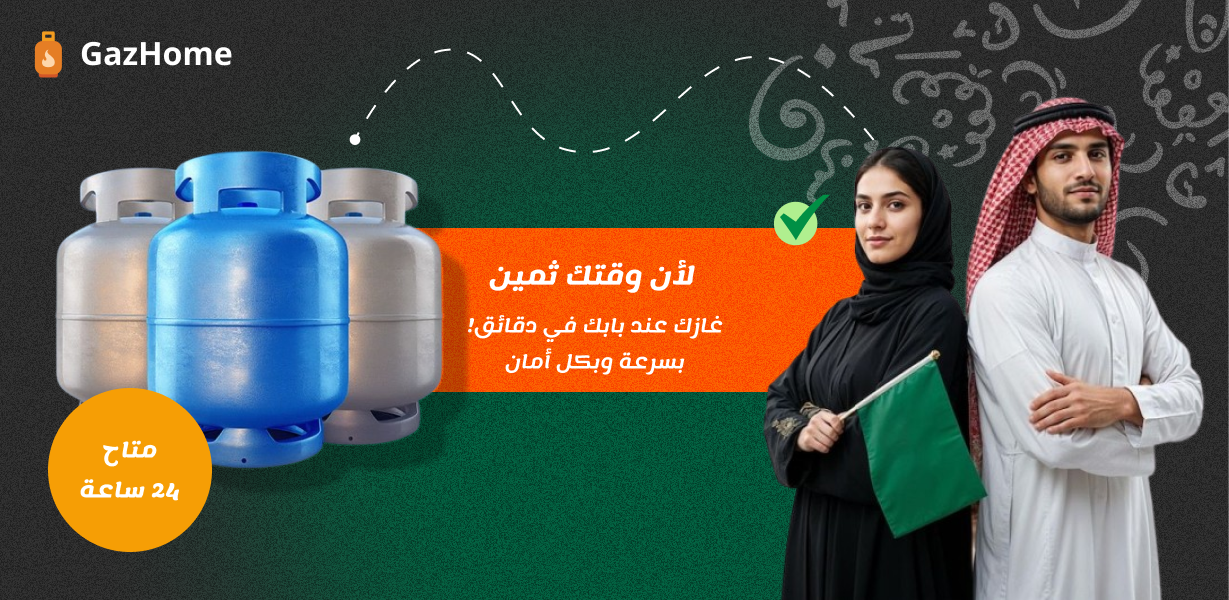 GazHome
لأن وقتك ثمين
غازك عند بابك في دقائق!
بسرعة وبكل أمان
متاح
24 ساعة